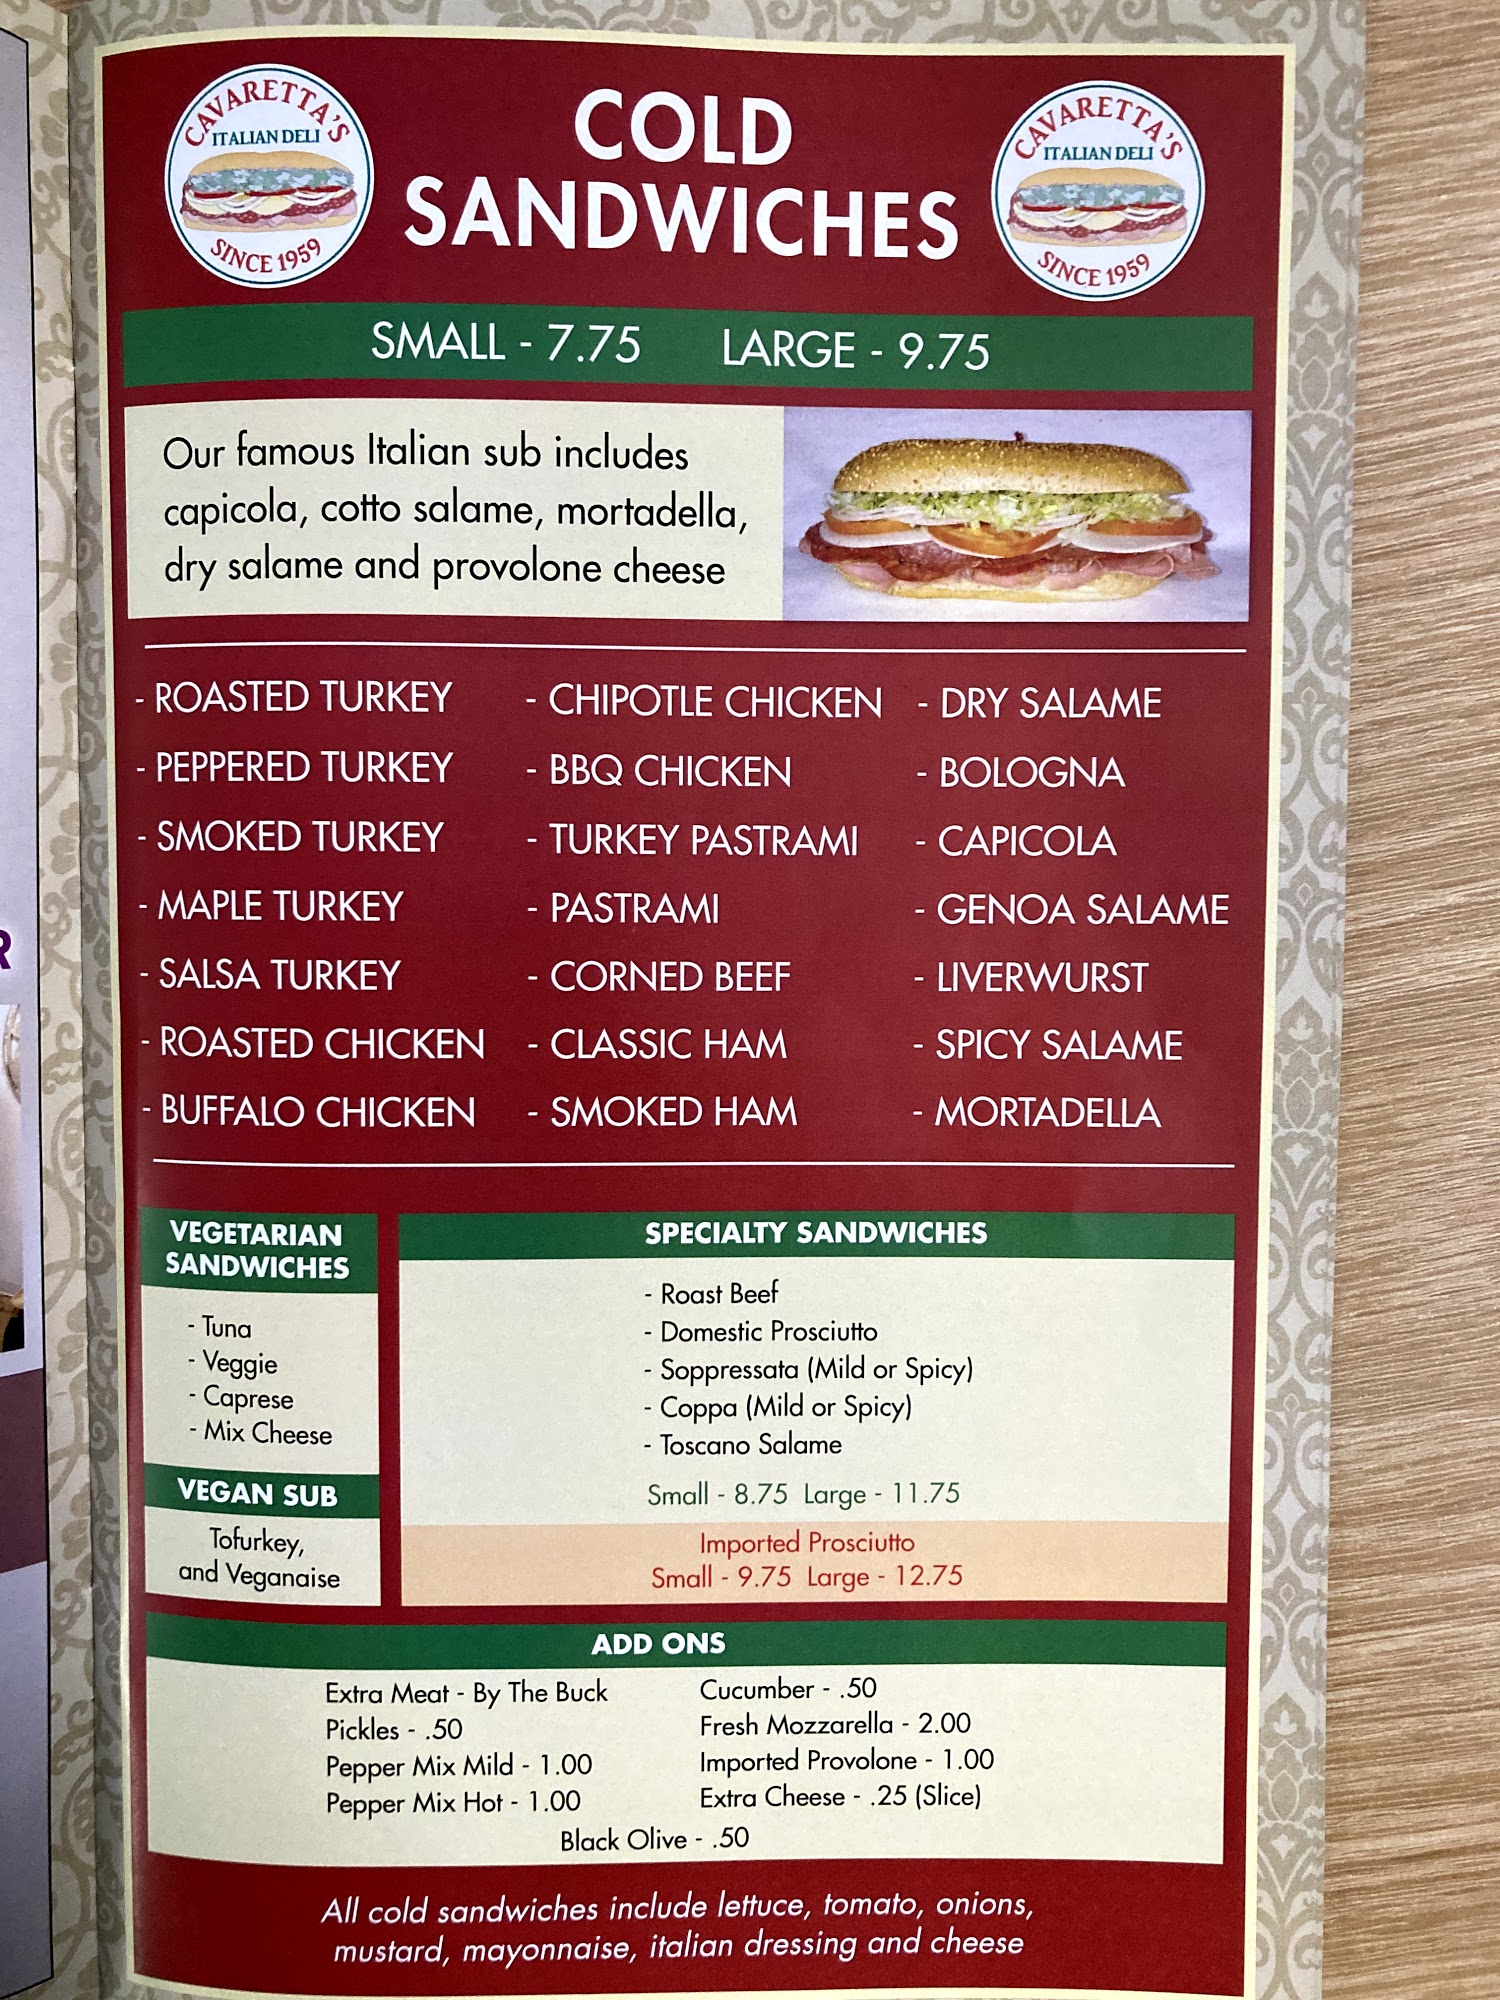 CAVARETTA'S
ITALIAN DELI
SINCE 1959
COLD
SANDWICHES
CAVARETTA'S
ITALIAN DELI
SINCE 1959
SMALL - 7.75 LARGE - 9.75
Our famous Italian sub includes
capicola, cotto salame, mortadella,
dry salame and provolone cheese
- ROASTED TURKEY
- PEPPERED TURKEY
- SMOKED TURKEY
- MAPLE TURKEY
- SALSA TURKEY
- ROASTED CHICKEN
- BUFFALO CHICKEN
- CHIPOTLE CHICKEN
- BBQ CHICKEN
- TURKEY PASTRAMI
- PASTRAMI
- CORNED BEEF
- CLASSIC HAM
- SMOKED HAM
- DRY SALAME
- BOLOGNA
- CAPICOLA
- GENOA SALAME
- LIVERWURST
- SPICY SALAME
- MORTADELLA
VEGETARIAN
SANDWICHES
- Tuna
- Veggie
- Caprese
- Mix Cheese
VEGAN SUB
Tofurkey,
and Veganaise
SPECIALTY SANDWICHES
- Roast Beef
- Domestic Prosciutto
- Soppressata (Mild or Spicy)
- Coppa (Mild or Spicy)
- Toscano Salame
Small - 8.75 Large - 11.75
Imported Prosciutto
Small - 9.75 Large - 12.75
ADD ONS
Extra Meat - By The Buck
Pickles - .50
Pepper Mix Mild - 1.00
Pepper Mix Hot - 1.00
Cucumber - .50
Fresh Mozzarella - 2.00
Imported Provolone - 1.00
Extra Cheese - .25 (Slice)
Black Olive - .50
All cold sandwiches include lettuce, tomato, onions,
mustard, mayonnaise, italian dressing and cheese
R